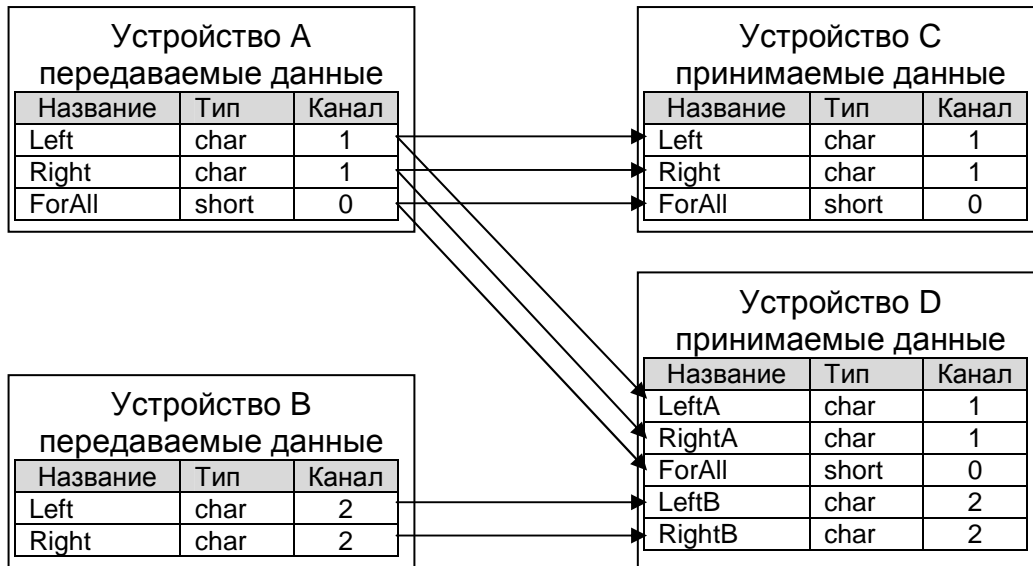 Устройство A
передаваемые данные
Название Тип Канал
Left char 1
Right char 1
ForAll short 0
Устройство C
принимаемые данные
Название Тип Канал
Left char 1
Right char 1
ForAll short 0
Устройство B
передаваемые данные
Название Тип Канал
Left char 2
Right char 2
Устройство D
принимаемые данные
Название Тип Канал
LeftA char 1
RightA char 1
ForAll short 0
LeftB char 2
RightB char 2